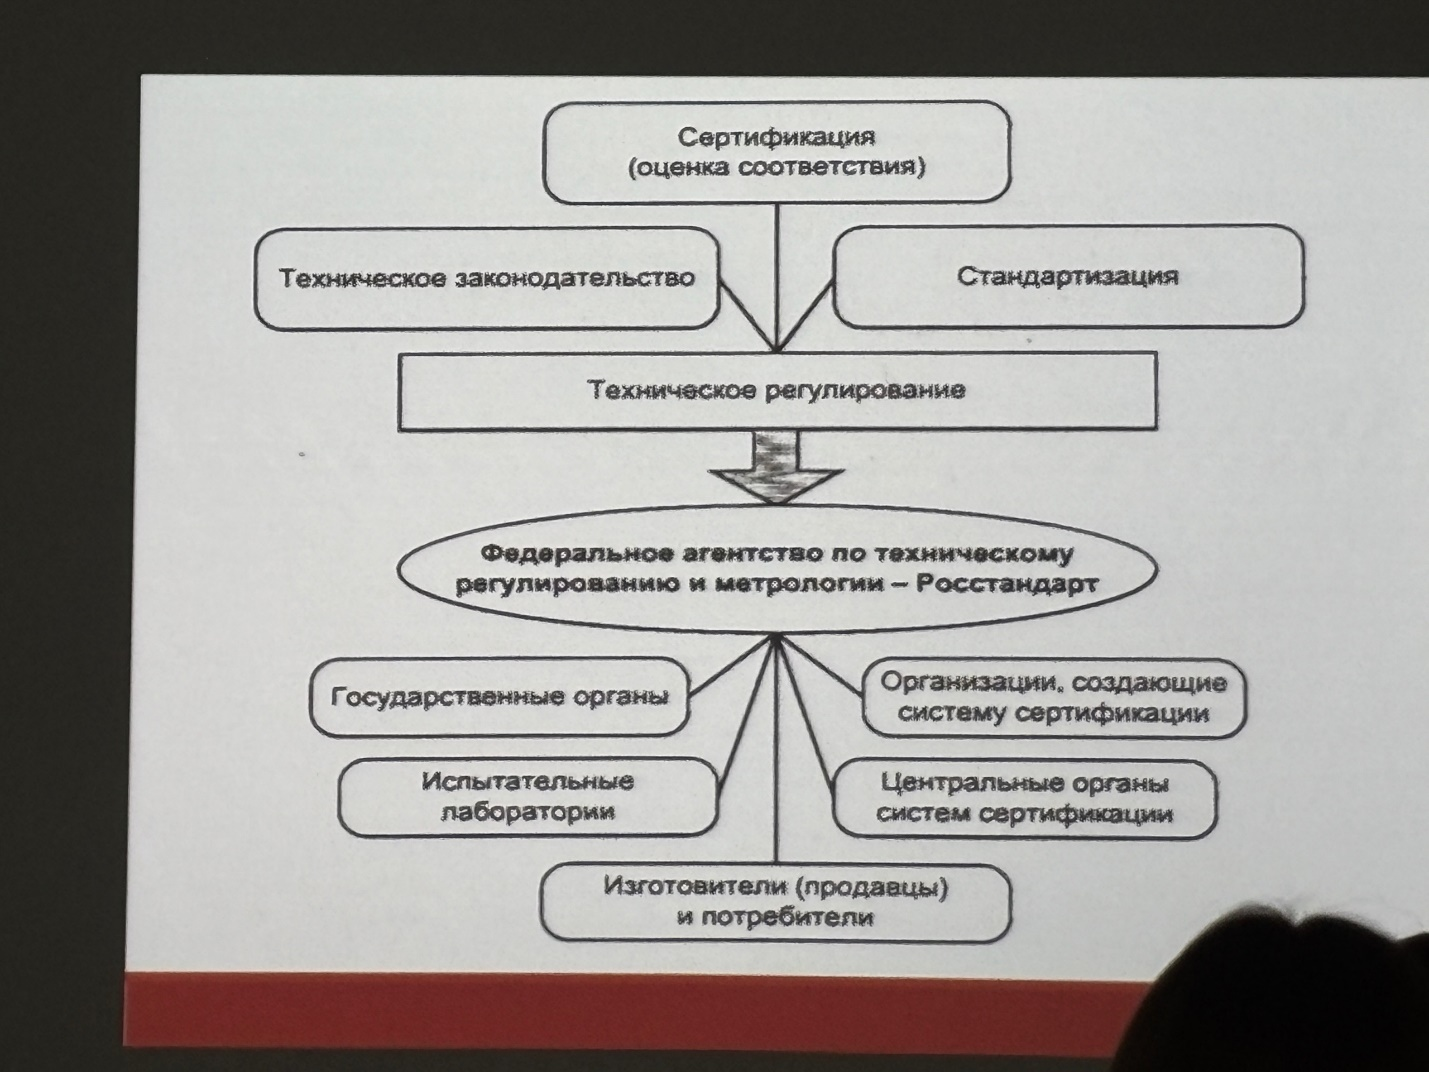 Сертификация
(оценка соответствия)
Техническое законодательство
Стандартизация
Техническое регулирование
Федеральное агентство по техническому
регулированию и метрологии – Росстандарт
Государственные органы
Организации, создающие
систему сертификации
Испытательные
лаборатории
Центральные органы
систем сертификации
Изготовители (продавцы)
и потребители